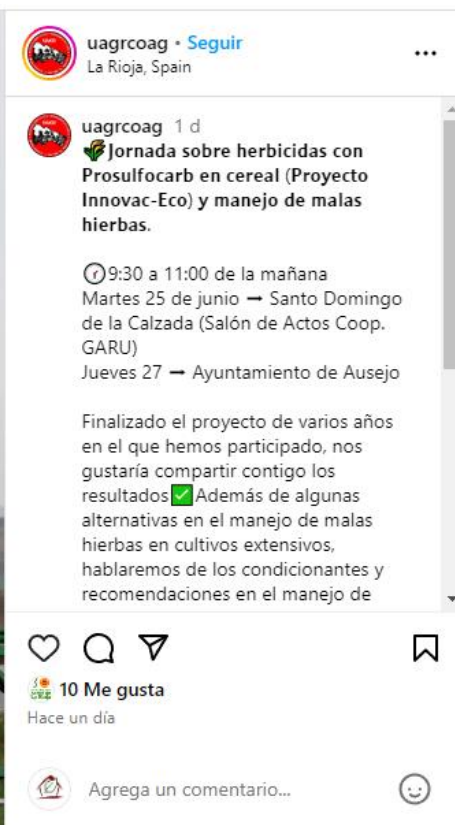 uagrcoag • Seguir
La Rioja, Spain
uagrcoag 1 d
🌾Jornada sobre herbicidas con
Prosulfocarb en cereal (Proyecto
Innovac-Eco) y manejo de malas
hierbas.
🕜9:30 a 11:00 de la mañana
Martes 25 de junio ➡ Santo Domingo
de la Calzada (Salón de Actos Coop.
GARU)
Jueves 27 ➡ Ayuntamiento de Ausejo
Finalizado el proyecto de varios años
en el que hemos participado, nos
gustaría compartir contigo los
resultados✅Además de algunas
alternativas en el manejo de malas
hierbas en cultivos extensivos,
hablaremos de los condicionantes y
recomendaciones en el manejo de
10 Me gusta
Hace un día
Agrega un comentario...